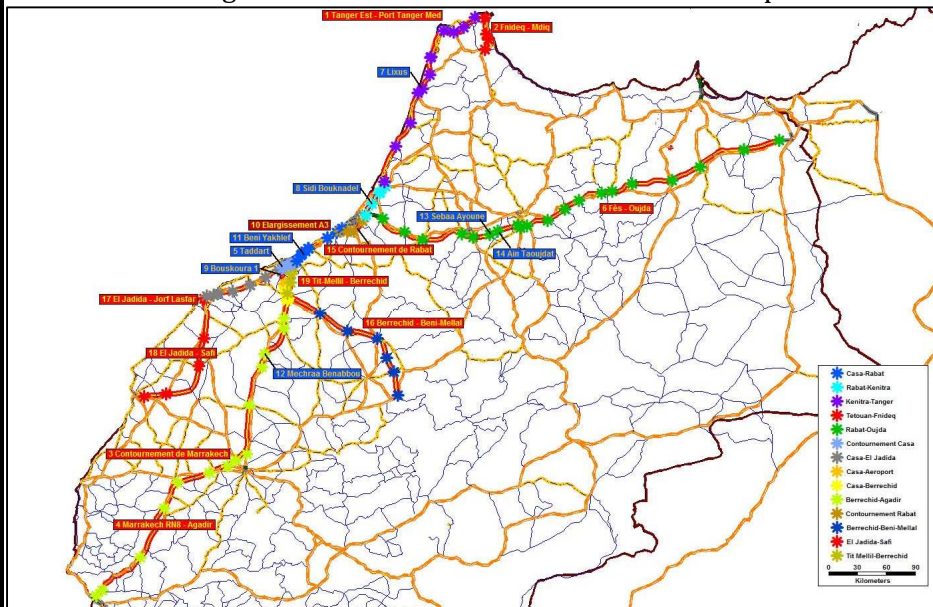 1 Tanger Est - Port Tanger Med
2 Fnideq - Mdiq
7 Lixus
8 Sidi Bouknadel
10 Elargissement A3
13 Sebaa Ayoune
6 Fès - Oujda
11 Beni Yakhlef
5 Taddart
15 Contournement de Rabat
14 Ain Taoujdat
9 Bouskoura 1
19 Tit-Mellil - Berrechid
17 El Jadida - Jorf Lasfar
16 Berrechid - Beni-Mellal
18 El Jadida - Safi
12 Mechraa Benabbou
3 Contournement de Marrakech
4 Marrakech RN8 - Agadir
Casa-Rabat
Rabat-Kenitra
Kenitra-Tanger
Tetouan-Fnideq
Rabat-Oujda
Contournement Casa
Casa-El Jadida
Casa-Aeroport
Casa-Berrechid
Berrechid-Agadir
Contournement Rabat
Berrechid-Beni-Mellal
El Jadida-Safi
Tit Mellil-Berrechid
0 30 60 90
Kilometers